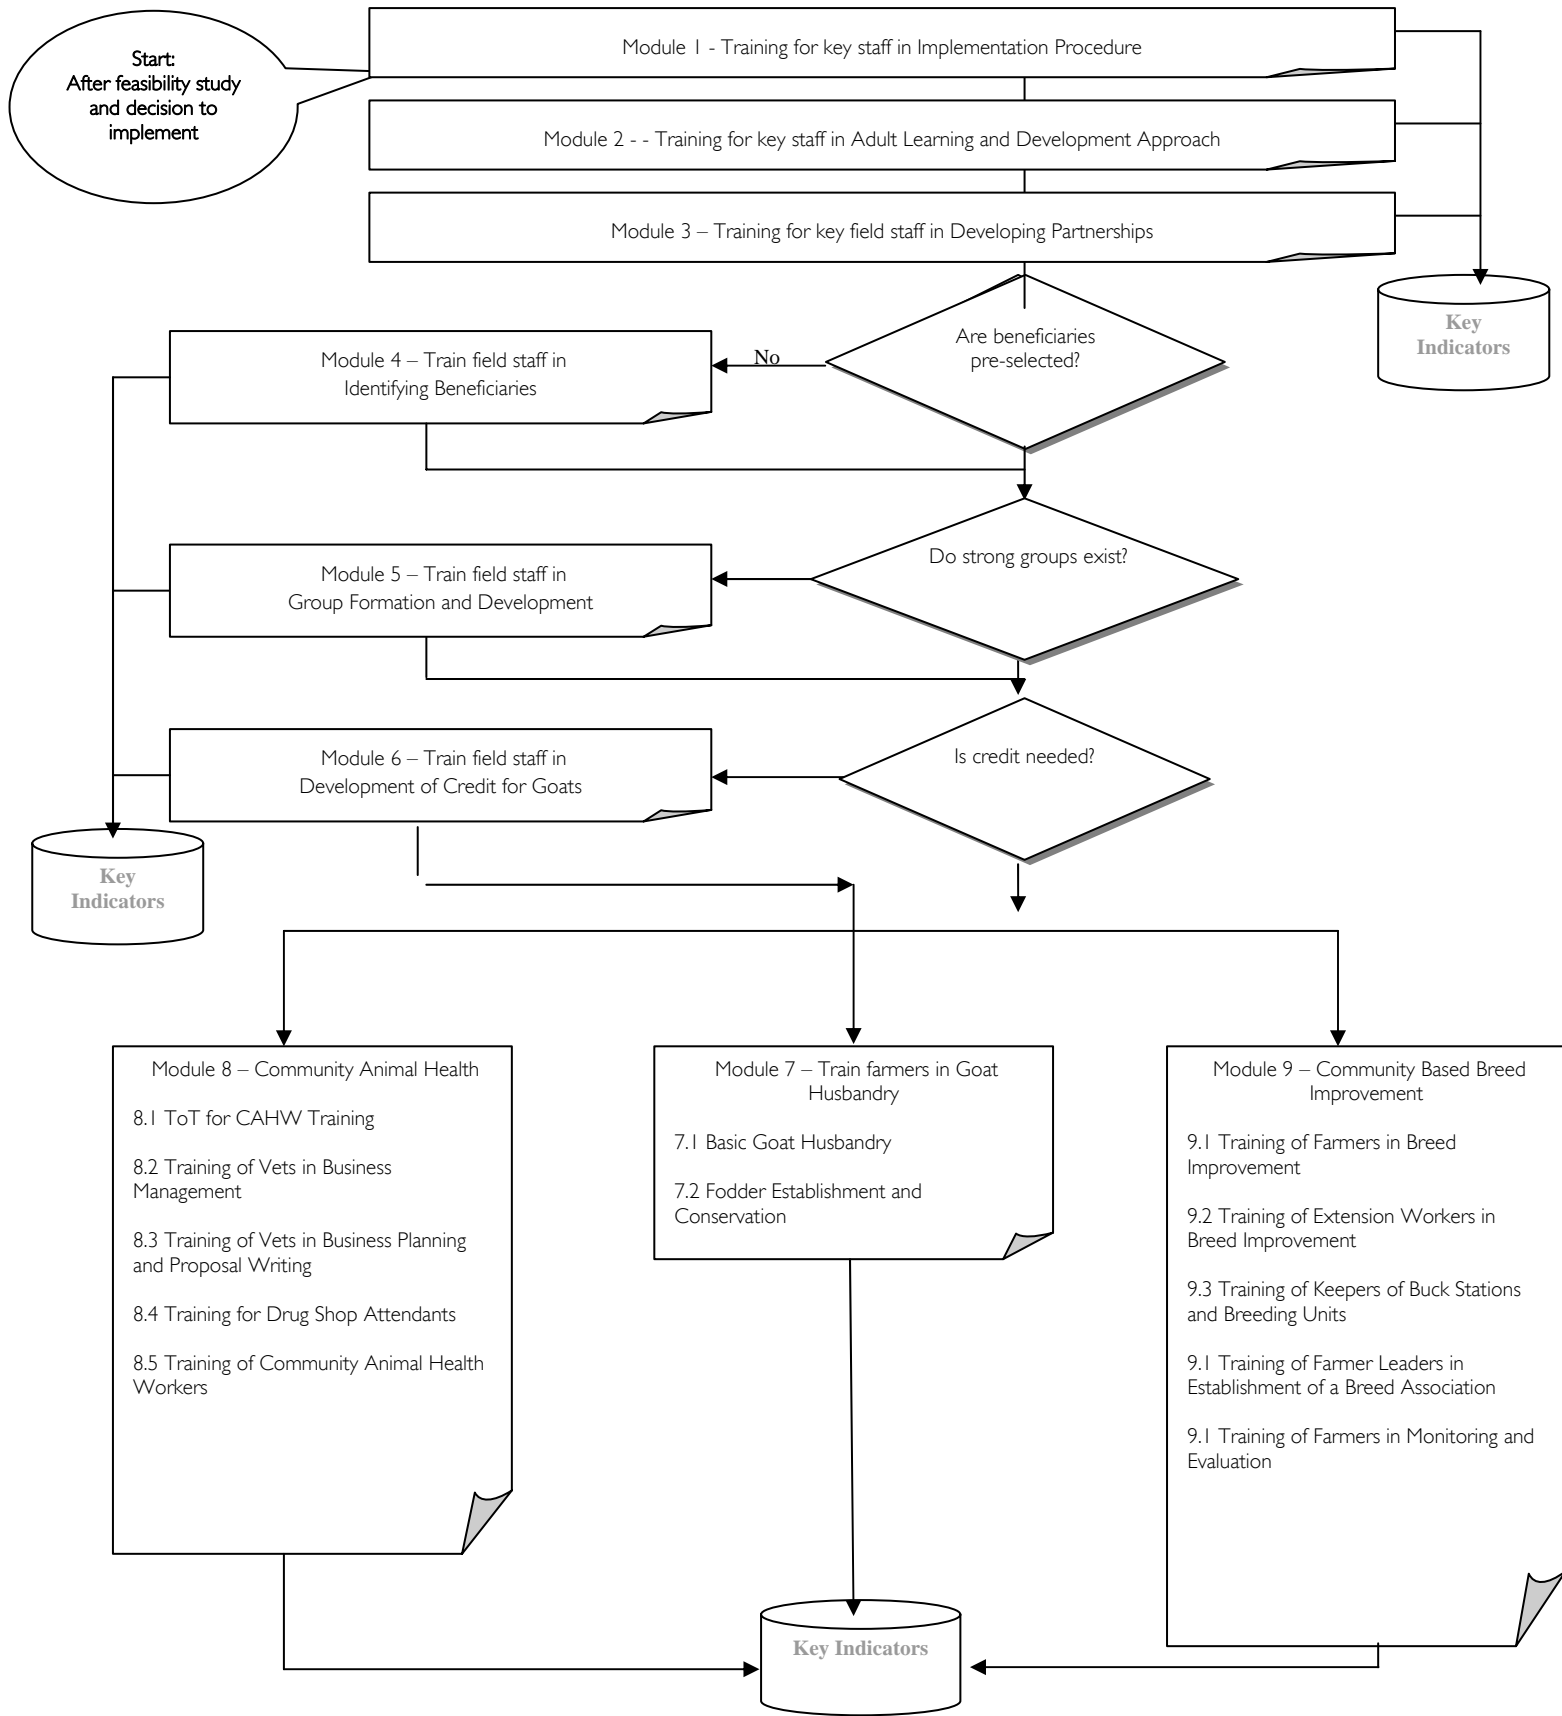 Start:
After feasibility study
and decision to
implement
Module 1 - Training for key staff in Implementation Procedure
Module 2 - - Training for key staff in Adult Learning and Development Approach
Module 3 – Training for key field staff in Developing Partnerships
Key
Indicators
Are beneficiaries
pre-selected?
No
Module 4 – Train field staff in
Identifying Beneficiaries
Do strong groups exist?
Module 5 – Train field staff in
Group Formation and Development
Is credit needed?
Module 6 – Train field staff in
Development of Credit for Goats
Key
Indicators
Module 8 – Community Animal Health
8.1 ToT for CAHW Training
8.2 Training of Vets in Business
Management
8.3 Training of Vets in Business Planning
and Proposal Writing
8.4 Training for Drug Shop Attendants
8.5 Training of Community Animal Health
Workers
Module 7 – Train farmers in Goat
Husbandry
7.1 Basic Goat Husbandry
7.2 Fodder Establishment and
Conservation
Module 9 – Community Based Breed
Improvement
9.1 Training of Farmers in Breed
Improvement
9.2 Training of Extension Workers in
Breed Improvement
9.3 Training of Keepers of Buck Stations
and Breeding Units
9.1 Training of Farmer Leaders in
Establishment of a Breed Association
9.1 Training of Farmers in Monitoring and
Evaluation
Key Indicators